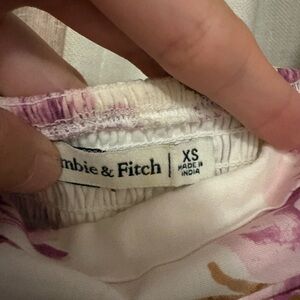 mbie & Fitch
XS
MADE IN
INDIA